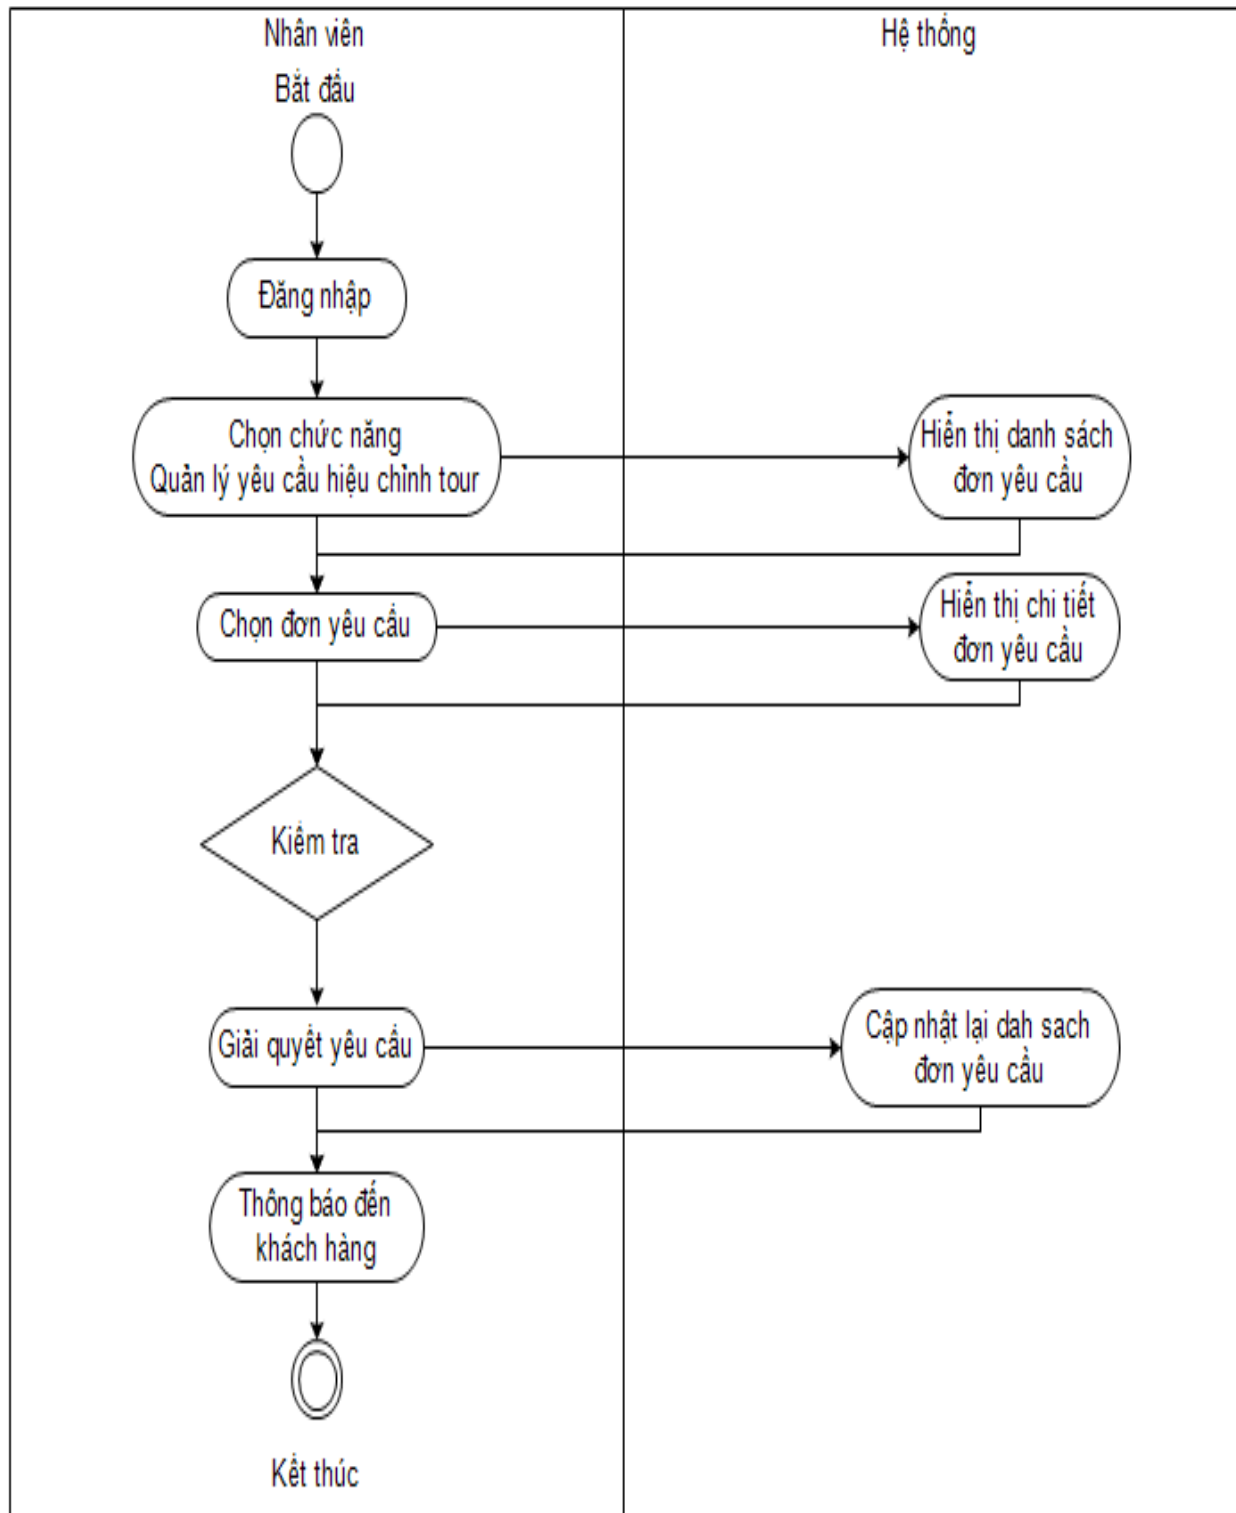 Nhân viên
Hệ thống
Bắt đầu
Đăng nhập
Chọn chức năng
Quản lý yêu cầu hiệu chỉnh tour
Hiển thị danh sách
đơn yêu cầu
Chọn đơn yêu cầu
Hiển thị chi tiết
đơn yêu cầu
Kiểm tra
Giải quyết yêu cầu
Cập nhật lại dah sach
đơn yêu cầu
Thông báo đến
khách hàng
Kết thúc